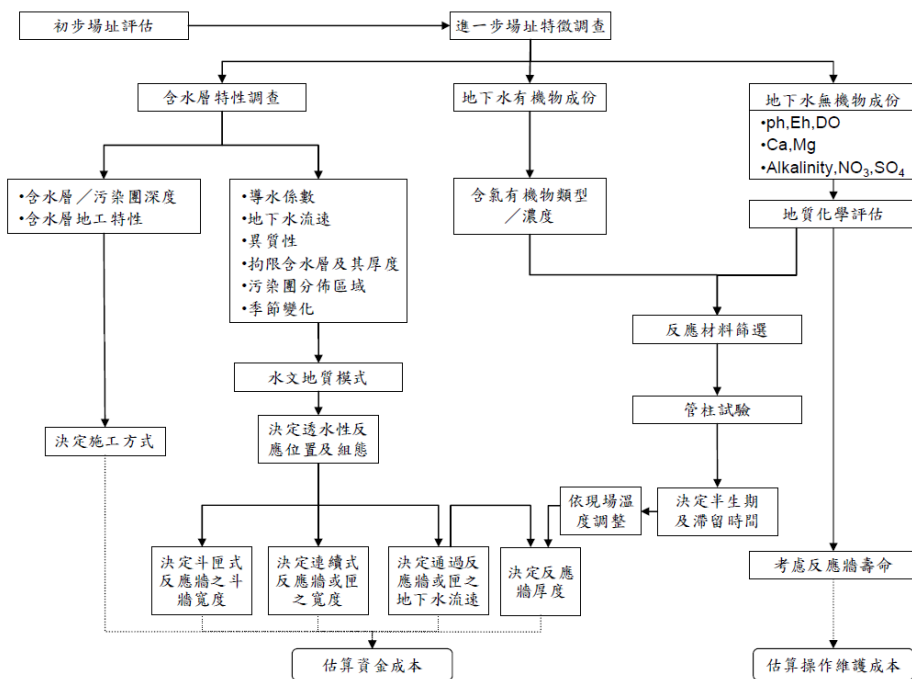 初步場址評估
進一步場址特徵調查
含水層特性調查
地下水有機物成份
地下水無機物成份
•ph,Eh,DO
•Ca,Mg
•Alkalinity,NO₃,SO₄
•含水層／污染團深度
•含水層地工特性
•導水係數
•地下水流速
•異質性
•拘限含水層及其厚度
•污染團分佈區域
•季節變化
含氯有機物類型
／濃度
地質化學評估
反應材料篩選
水文地質模式
管柱試驗
決定施工方式
決定透水性反
應位置及組態
依現場溫
度調整
決定半生期
及滯留時間
決定斗匣式
反應牆之斗
牆寬度
決定連續式
反應牆或匣
之寬度
決定通過反
應牆或匣之
地下水流速
決定反應
牆厚度
考慮反應牆壽命
估算資金成本
估算操作維護成本